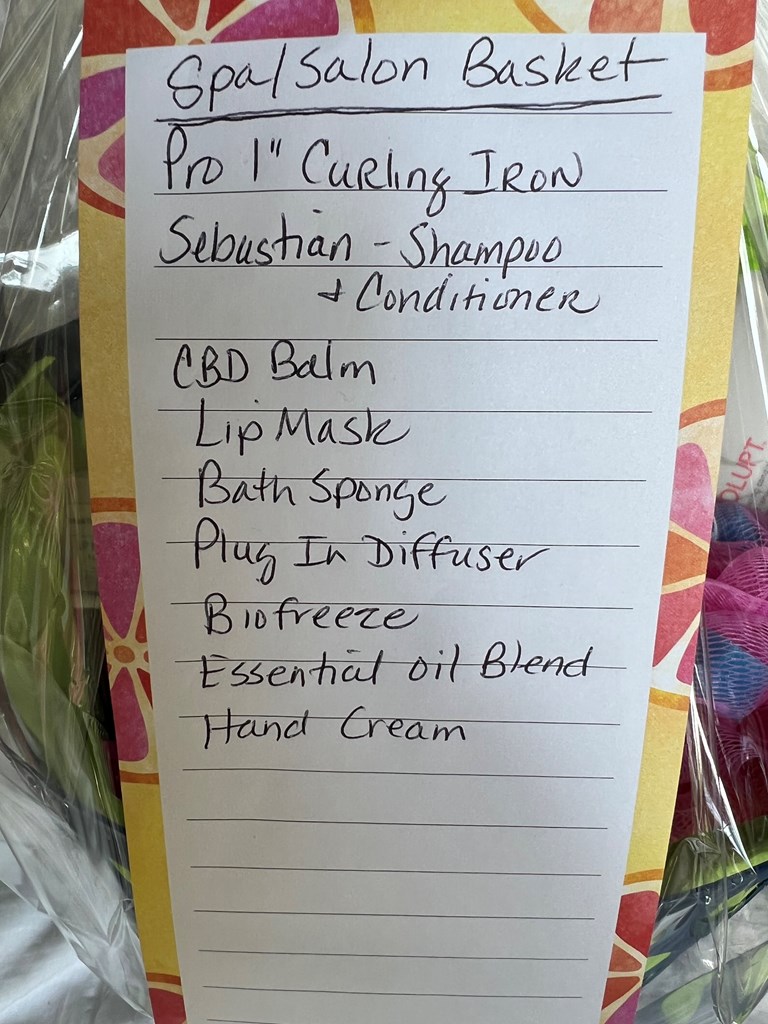 Spa/Salon Basket
Pro 1" Curling Iron
Sebastian - Shampoo
+ Conditioner
CBD Balm
Lip Mask
Bath Sponge
Plug In Diffuser
Biofreeze
Essential Oil Blend
Hand Cream